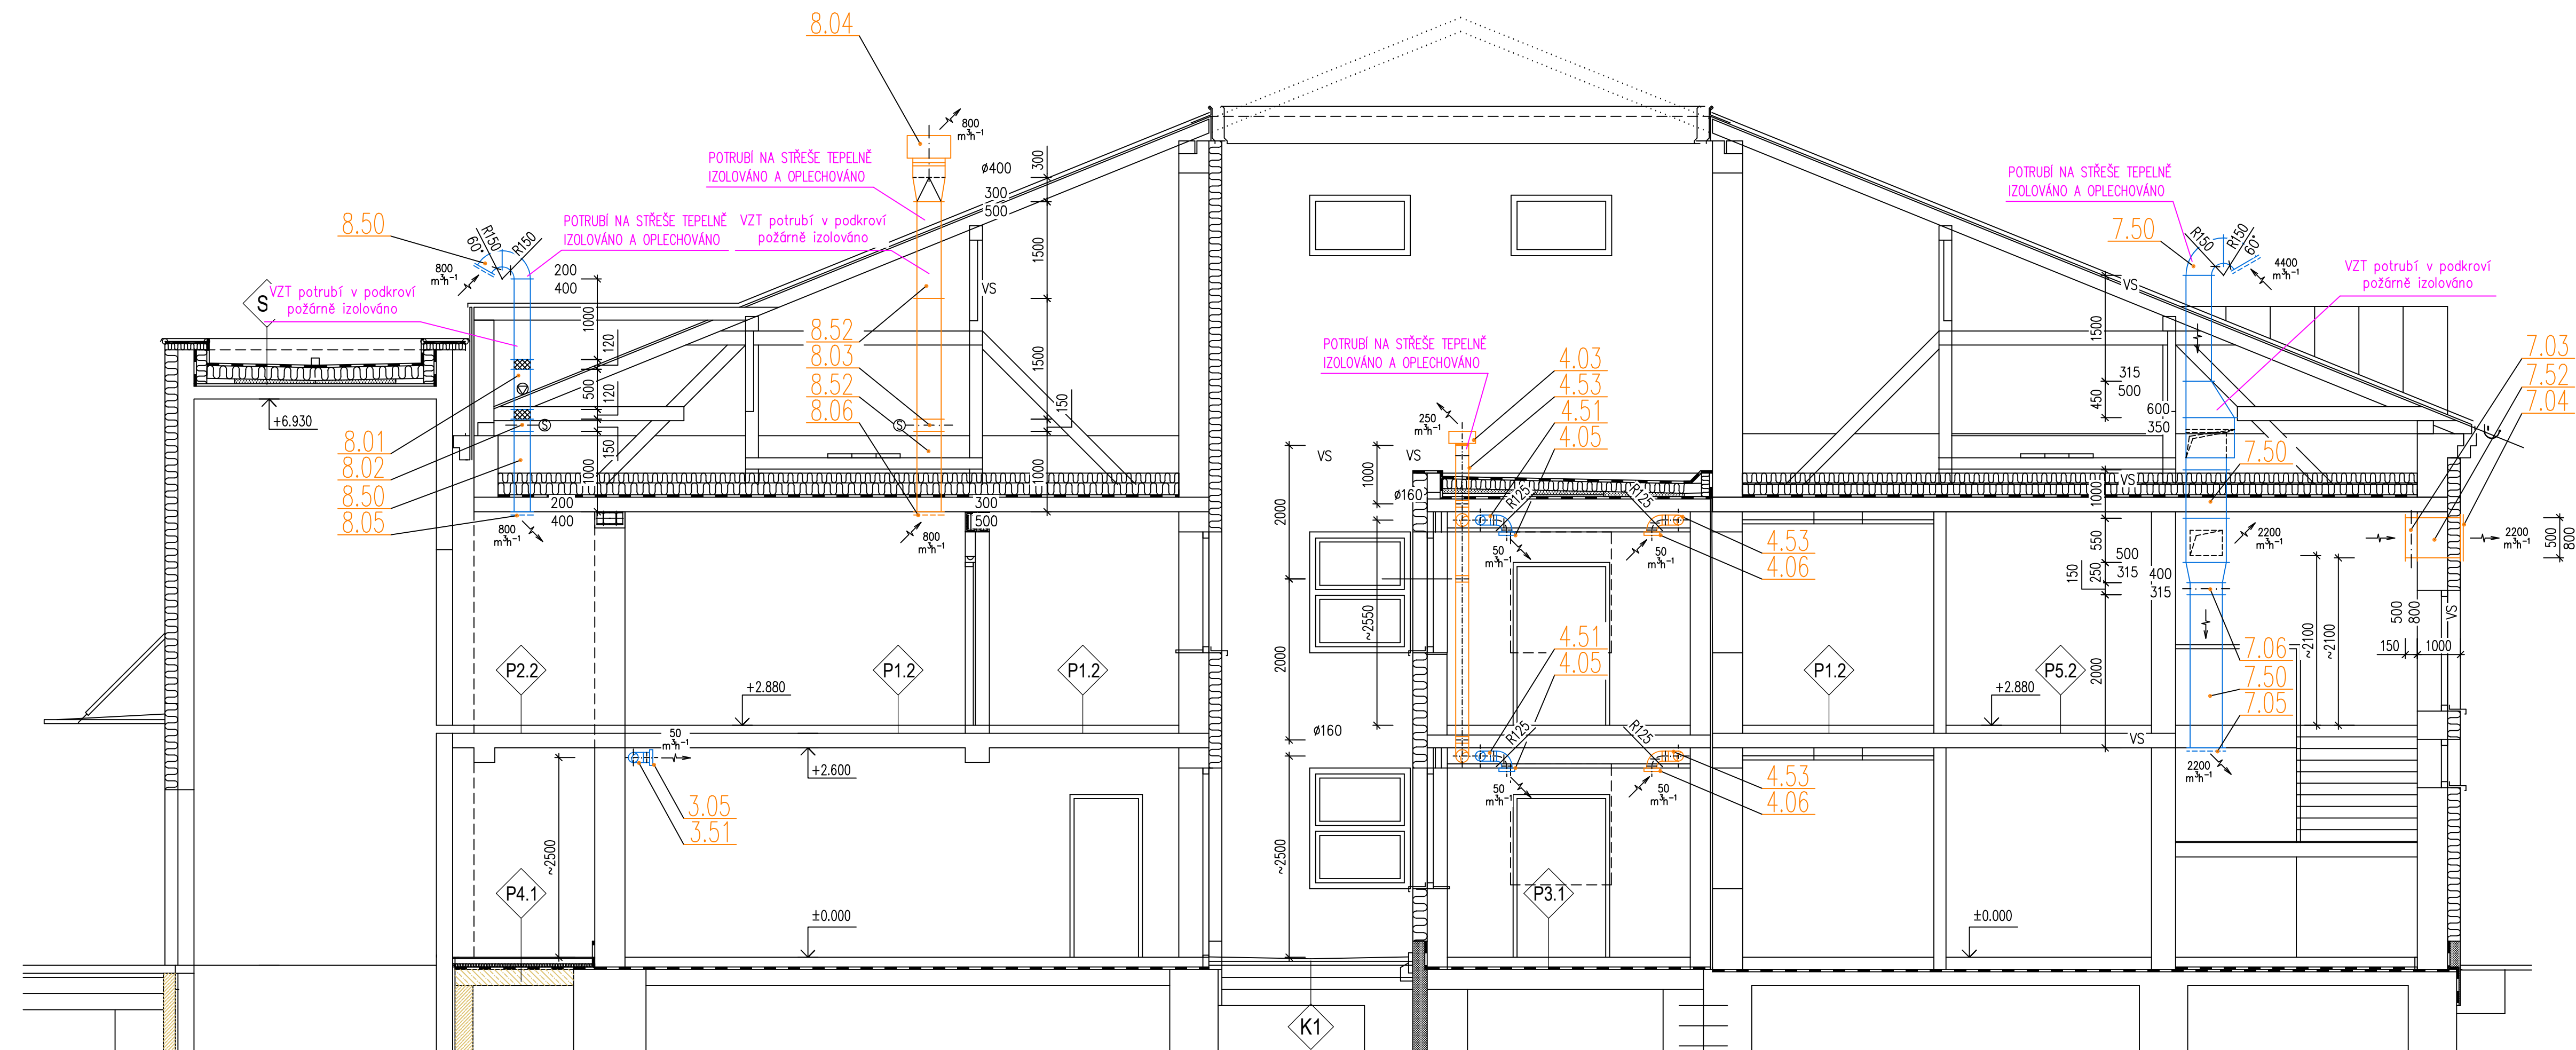 8.04
800
m³h⁻¹
POTRUBÍ NA STŘEŠE TEPELNĚ
IZOLOVÁNO A OPLECHOVÁNO
ø400
300
300
500
POTRUBÍ NA STŘEŠE TEPELNĚ
IZOLOVÁNO A OPLECHOVÁNO
8.50
R150
60°
R150
POTRUBÍ NA STŘEŠE TEPELNĚ
IZOLOVÁNO A OPLECHOVÁNO
VZT potrubí v podkroví
požárně izolováno
7.50
R150
R150
60°
800
m³h⁻¹
200
400
1500
4400
m³h⁻¹
VZT potrubí v podkroví
požárně izolováno
S
VZT potrubí v podkroví
požárně izolováno
VS
VS
1000
120
8.52
8.03
8.52
8.06
1500
1500
POTRUBÍ NA STŘEŠE TEPELNĚ
IZOLOVÁNO A OPLECHOVÁNO
4.03
4.53
4.51
4.05
7.03
7.52
7.04
315
500
450
600
350
500
120
150
250
m³h⁻¹
+6.930
S
S
8.01
8.02
8.50
8.05
150
1000
1000
VS
VS
1000
2000
ø160
R125
R125
7.50
VS
1000
200
400
300
500
800
m³h⁻¹
800
m³h⁻¹
50
m³h⁻¹
50
m³h⁻¹
4.53
4.06
550
2200
m³h⁻¹
2200
m³h⁻¹
500
800
500
315
400
315
150
250
~2550
500
800
VS
P2.2
P1.2
P1.2
2000
4.51
4.05
P1.2
P5.2
2000
~2100
~2100
150
1000
7.06
7.50
7.05
+2.880
+2.880
50
m³h⁻¹
ø160
R125
R125
VS
+2.600
2200
m³h⁻¹
50
m³h⁻¹
50
m³h⁻¹
4.53
4.06
3.05
3.51
~2500
~2500
P4.1
P3.1
±0.000
±0.000
K1